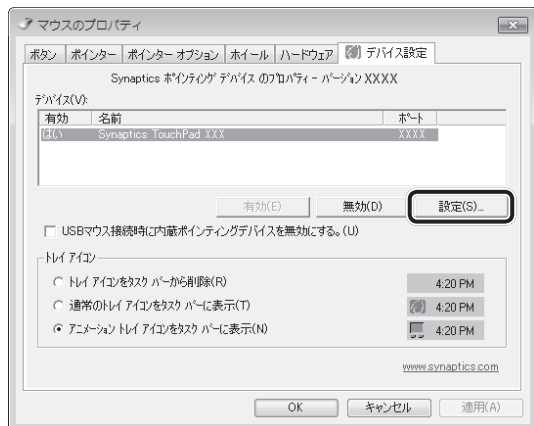 マウスのプロパティ
ボタン ポインター ポインター オプション ホイール ハードウェア デバイス設定
Synaptics ポインティング デバイス のプロパティ - バージョン XXXX
デバイス(V):
有効 名前 ポート
はい Synaptics TouchPad XXX XXXX
有効(E) 無効(D) 設定(S)...
USBマウス接続時に内蔵ポインティングデバイスを無効にする。(U)
トレイ アイコン
トレイ アイコンをタスク バーから削除(R) 4:20 PM
通常のトレイ アイコンをタスク バーに表示(T) 4:20 PM
アニメーション トレイ アイコンをタスク バーに表示(N) 4:20 PM
www.synaptics.com
OK キャンセル 適用(A)